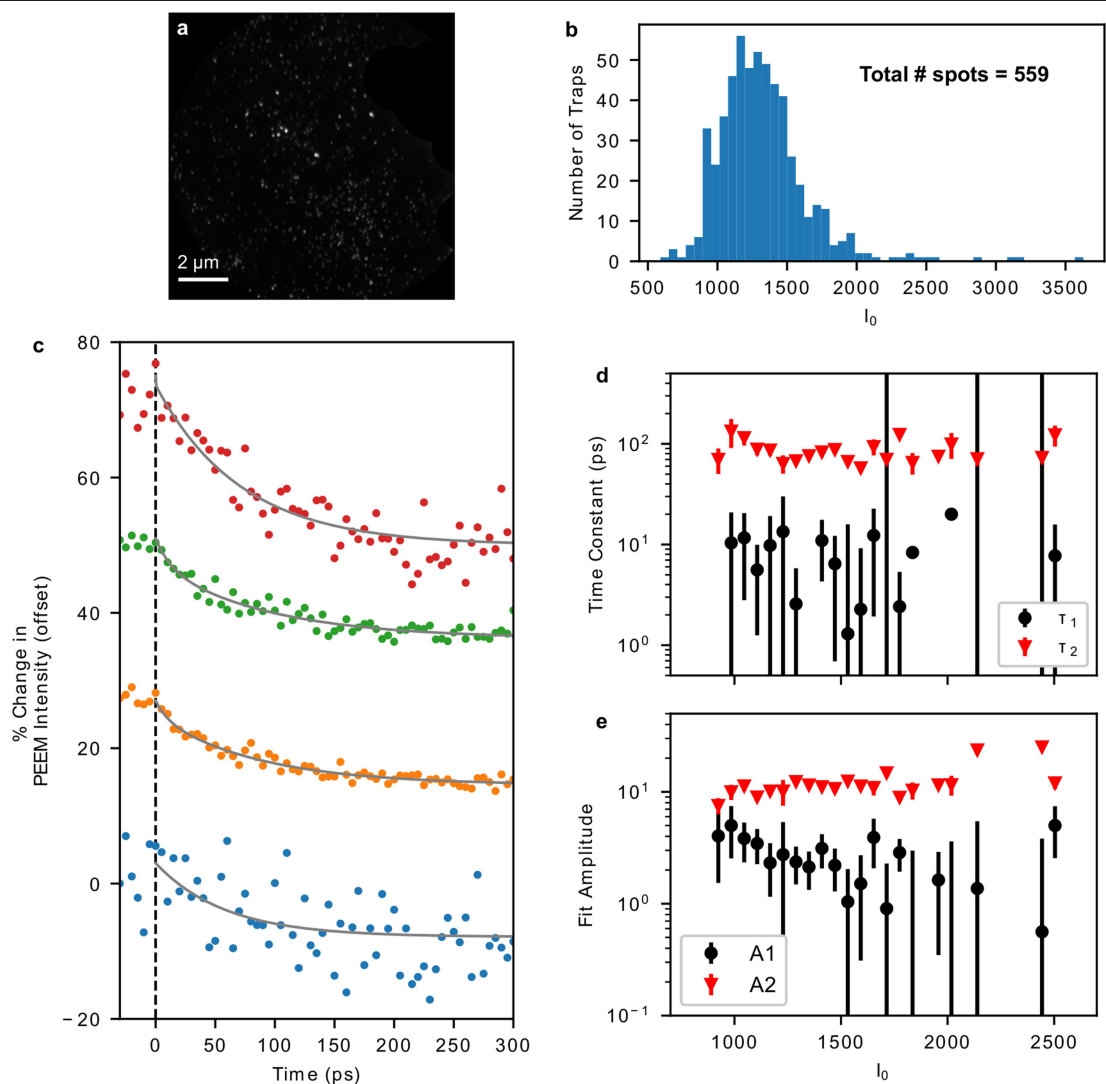 a
2 μm
b
Total # spots = 559
Number of Traps
50
40
30
20
10
0
500 1000 1500 2000 2500 3000 3500
I₀
c
% Change in
PEEM Intensity (offset)
80
60
40
20
0
−20
0 50 100 150 200 250 300
Time (ps)
d
Time Constant (ps)
10²
10¹
10⁰
τ₁
τ₂
e
Fit Amplitude
10¹
10⁰
10⁻¹
A1
A2
1000 1500 2000 2500
I₀